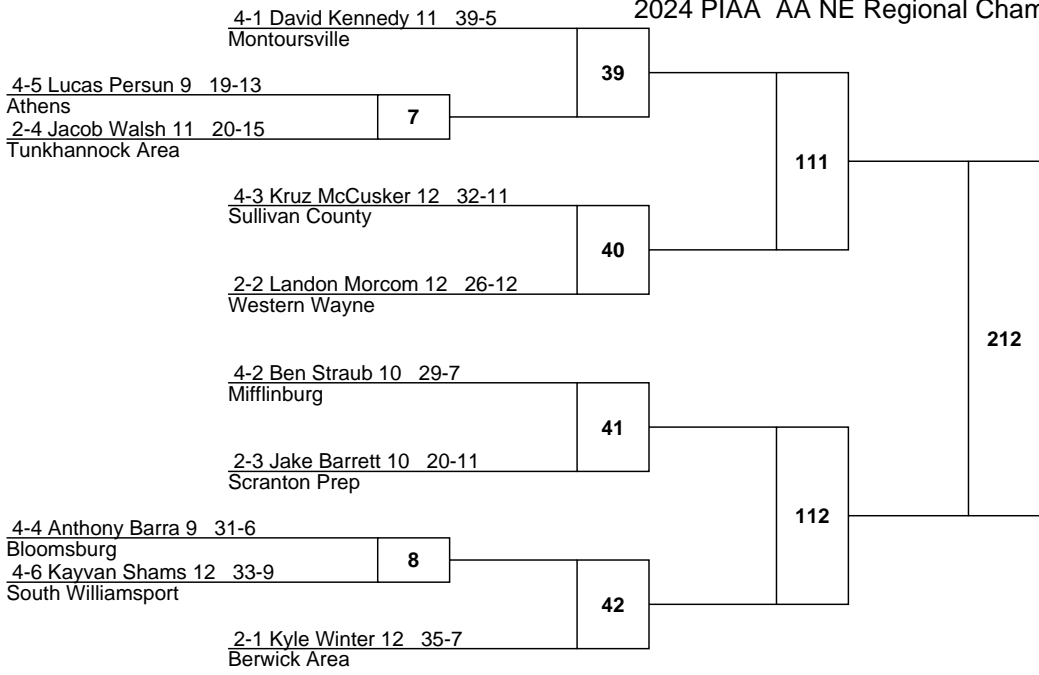 2024 PIAA AA NE Regional Cham
4-1 David Kennedy 11 39-5
Montoursville
39
4-5 Lucas Persun 9 19-13
Athens
7
2-4 Jacob Walsh 11 20-15
Tunkhannock Area
111
4-3 Kruz McCusker 12 32-11
Sullivan County
40
2-2 Landon Morcom 12 26-12
Western Wayne
212
4-2 Ben Straub 10 29-7
Mifflinburg
41
2-3 Jake Barrett 10 20-11
Scranton Prep
112
4-4 Anthony Barra 9 31-6
Bloomsburg
8
4-6 Kayvan Shams 12 33-9
South Williamsport
42
2-1 Kyle Winter 12 35-7
Berwick Area